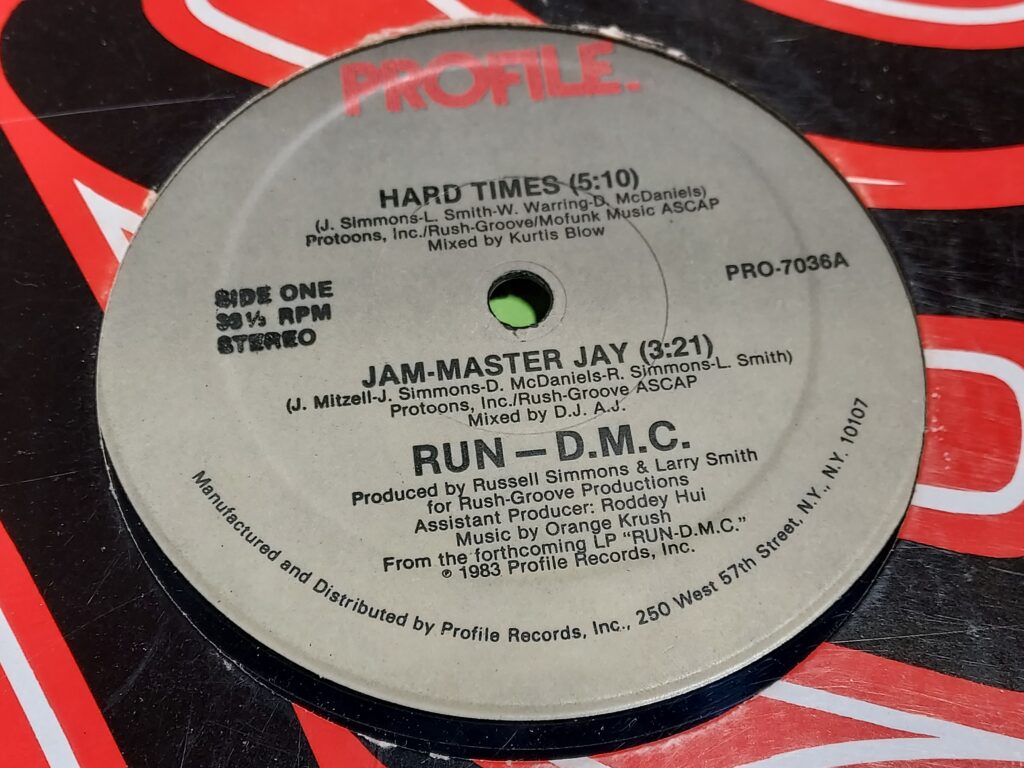 PROFILE.
HARD TIMES (5:10)
(J. Simmons-L. Smith-W. Warring-D. McDaniels)
Protoons, Inc./Rush-Groove/Mofunk Music ASCAP
Mixed by Kurtis Blow
SIDE ONE
33⅓ RPM
STEREO
PRO-7036A
JAM-MASTER JAY (3:21)
(J. Mitzell-J. Simmons-D. McDaniels-R. Simmons-L. Smith)
Protoons, Inc./Rush-Groove ASCAP
Mixed by D.J. A.J.
RUN — D.M.C.
Produced by Russell Simmons & Larry Smith
for Rush-Groove Productions
Assistant Producer: Roddey Hui
Music by Orange Krush
From the forthcoming LP "RUN-D.M.C."
℗ 1983 Profile Records, Inc.
Manufactured and Distributed by Profile Records, Inc., 250 West 57th Street, N.Y., N.Y. 10107